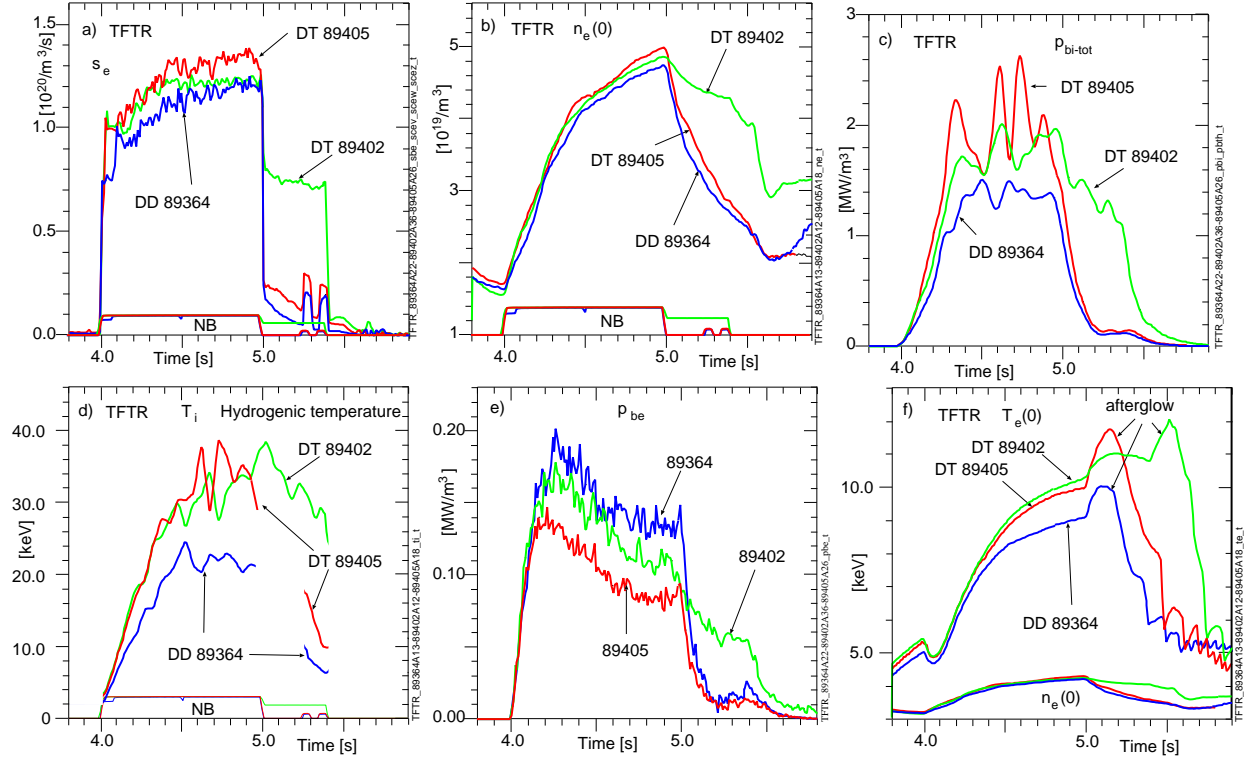 a) TFTR
s e
DT 89405
DT 89402
DD 89364
NB
[10^20/m^3/s]
1.5
1.0
0.5
0.0
4.0 5.0
Time [s]
TFTR_89364A22-89402A36-89405A26_sbe_scev_scew_scez_t
b) TFTR n_e(0)
DT 89402
DT 89405
DD 89364
NB
[10^19/m^3]
5
3
1
4.0 5.0
Time [s]
TFTR_89364A13-89402A12-89405A18_ne_t
c) TFTR p_bi-tot
DT 89405
DT 89402
DD 89364
[MW/m^3]
MW/m^3
3
2
1
0
4.0 5.0
Time [s]
TFTR_89364A22-89402A36-89405A26_pbi_pbth_t
d) TFTR T_i Hydrogenic temperature
DT 89402
DT 89405
DD 89364
NB
[keV]
40.0
30.0
20.0
10.0
0
4.0 5.0
Time [s]
TFTR_89364A13-89402A12-89405A18_ti_t
e) p_be
89364
89402
89405
[MW/m^3]
0.20
0.10
0.00
4.0 5.0
Time [s]
TFTR_89364A22-89402A36-89405A26_pbe_t
f) TFTR T_e(0) afterglow
DT 89402
DT 89405
DD 89364
n_e(0)
[keV]
10.0
5.0
4.0 5.0
Time [s]
TFTR_89364A13-89402A12-89405A18_te_t